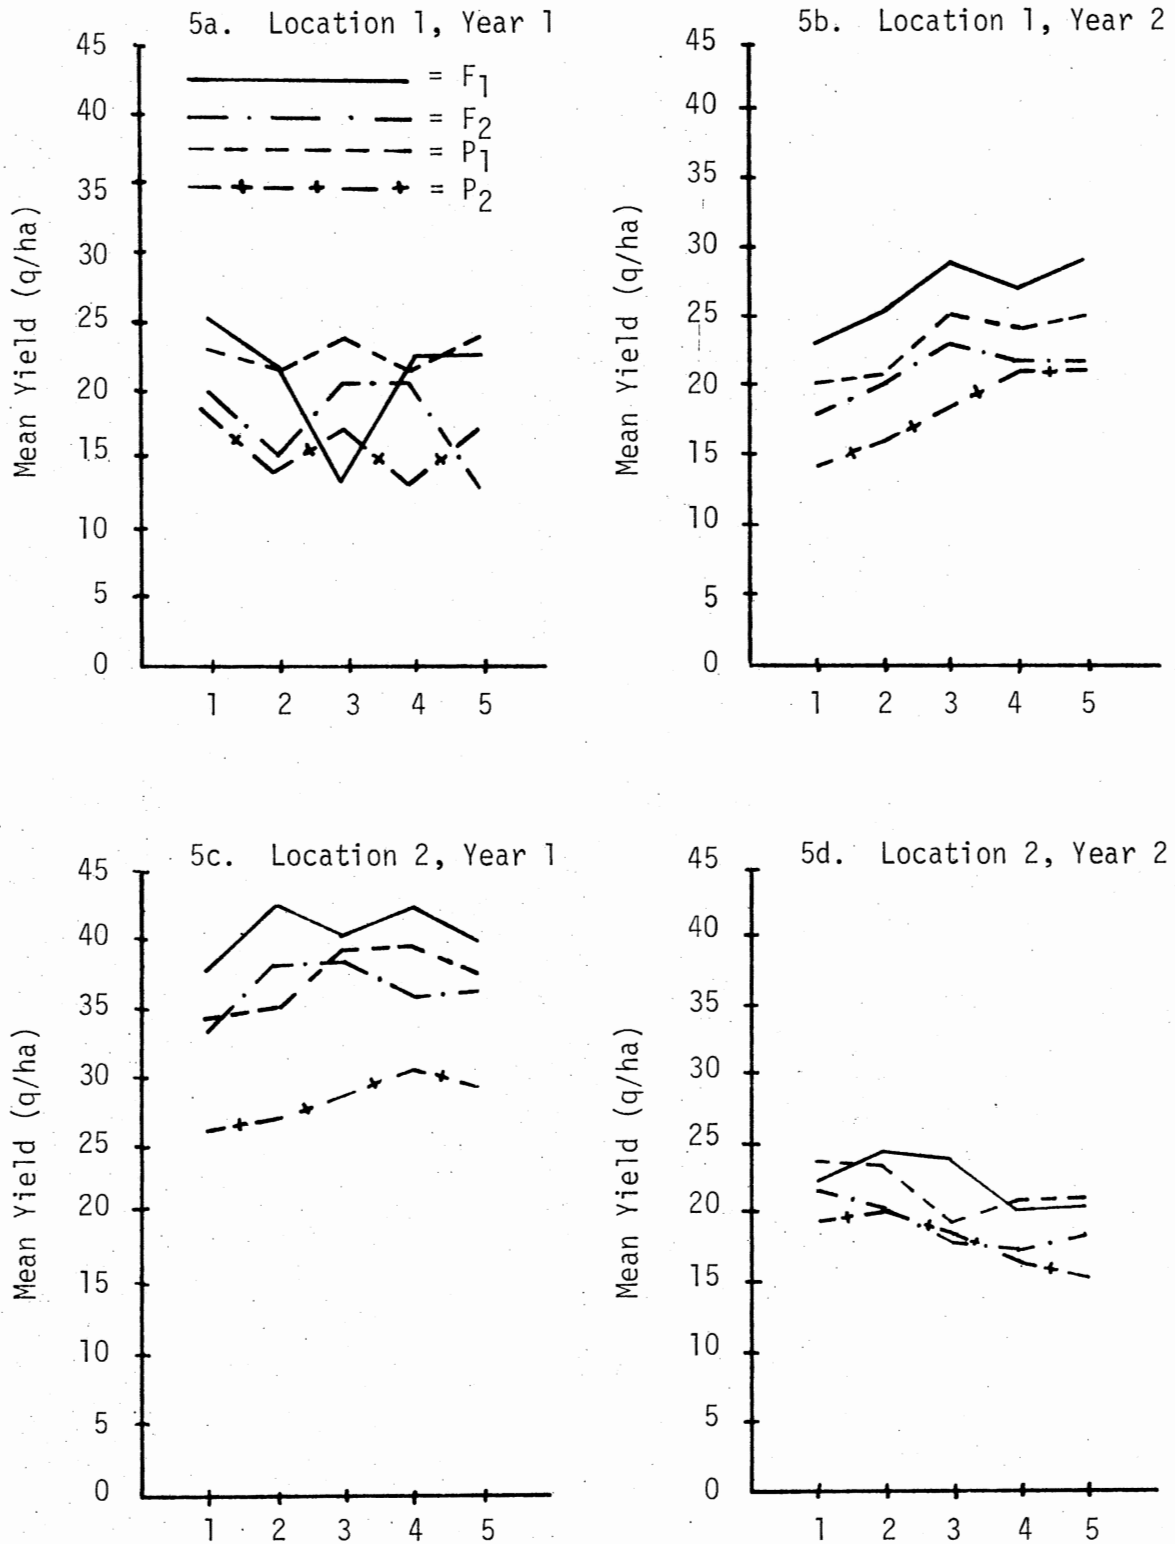 5a. Location 1, Year 1
45
40
35
30
25
20
15
10
5
0
Mean Yield (q/ha)
= F1
= F2
= P1
= P2
1 2 3 4 5
5b. Location 1, Year 2
45
40
35
30
25
20
15
10
5
0
Mean Yield (q/ha)
1 2 3 4 5
5c. Location 2, Year 1
45
40
35
30
25
20
15
10
5
0
Mean Yield (q/ha)
1 2 3 4 5
5d. Location 2, Year 2
45
40
35
30
25
20
15
10
5
0
Mean Yield (q/ha)
1 2 3 4 5